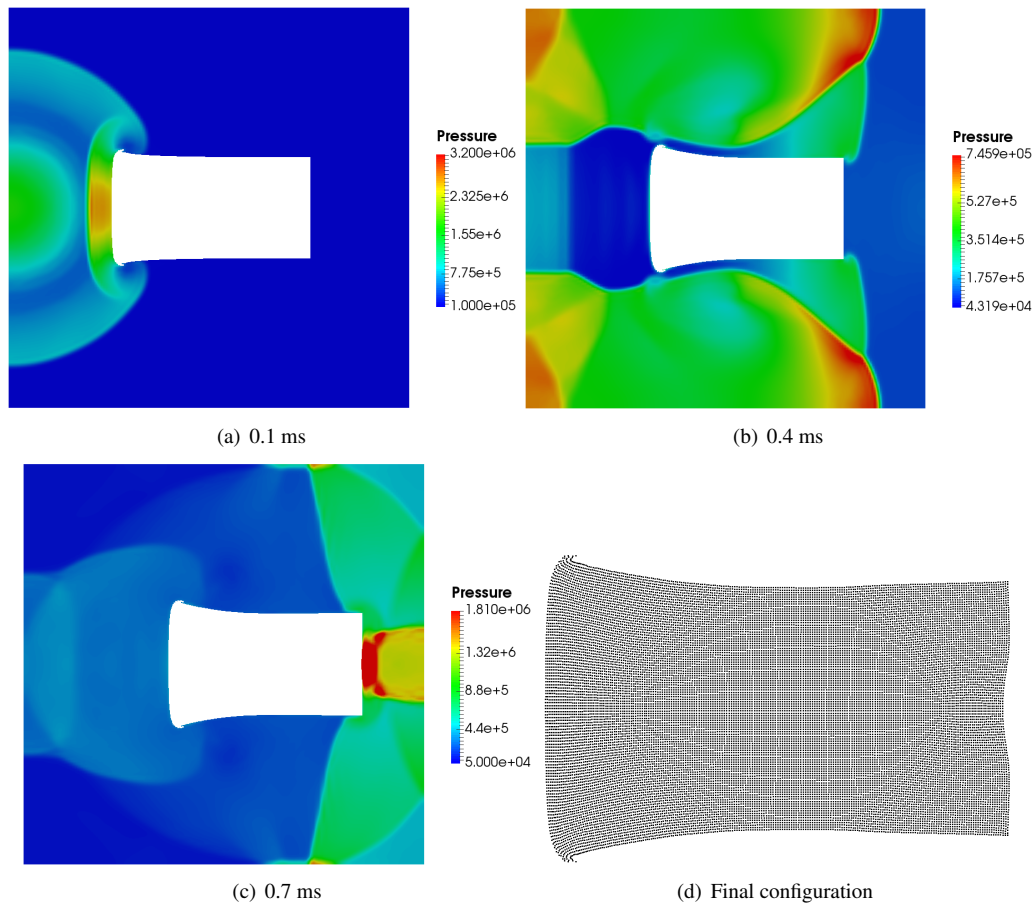 Pressure
3.200e+06
2.325e+6
1.55e+6
7.75e+5
1.000e+05
(a) 0.1 ms
Pressure
7.459e+05
5.27e+5
3.514e+5
1.757e+5
4.319e+04
(b) 0.4 ms
Pressure
1.810e+06
1.32e+6
8.8e+5
4.4e+5
5.000e+04
(c) 0.7 ms
(d) Final configuration